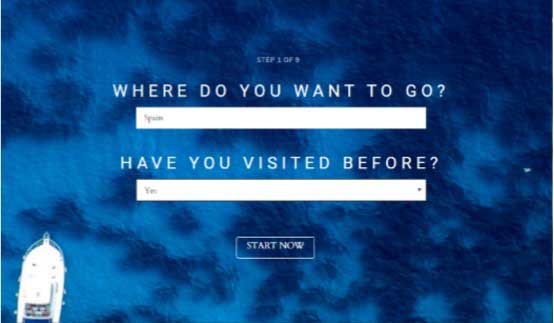 STEP 1 OF 9
WHERE DO YOU WANT TO GO?
Spain
HAVE YOU VISITED BEFORE?
Yes
START NOW